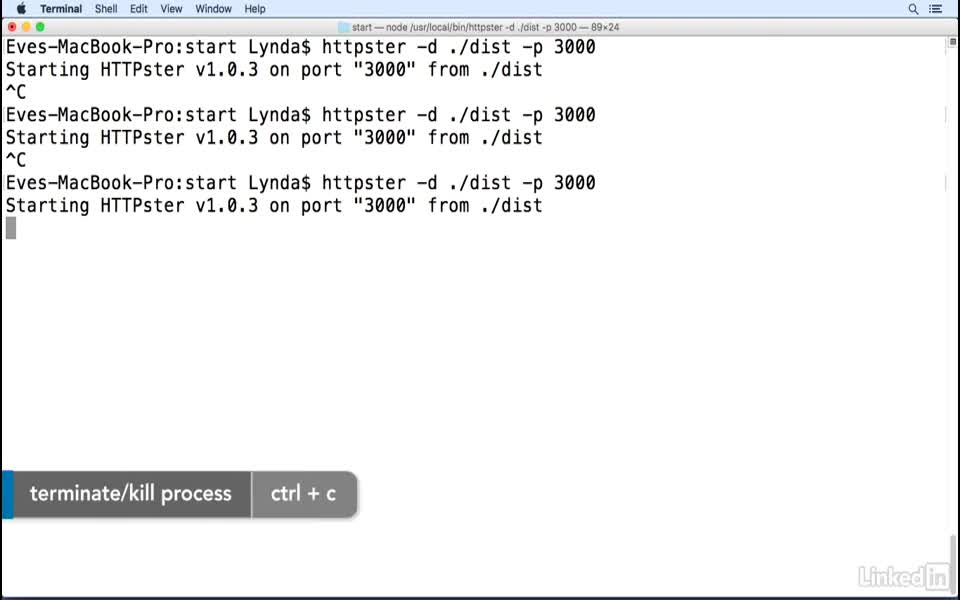 Terminal Shell Edit View Window Help
start — node /usr/local/bin/httpster -d ./dist -p 3000 — 89×24
Eves-MacBook-Pro:start Lynda$ httpster -d ./dist -p 3000
Starting HTTPster v1.0.3 on port "3000" from ./dist
^C
Eves-MacBook-Pro:start Lynda$ httpster -d ./dist -p 3000
Starting HTTPster v1.0.3 on port "3000" from ./dist
^C
Eves-MacBook-Pro:start Lynda$ httpster -d ./dist -p 3000
Starting HTTPster v1.0.3 on port "3000" from ./dist
terminate/kill process ctrl + c
Linked in